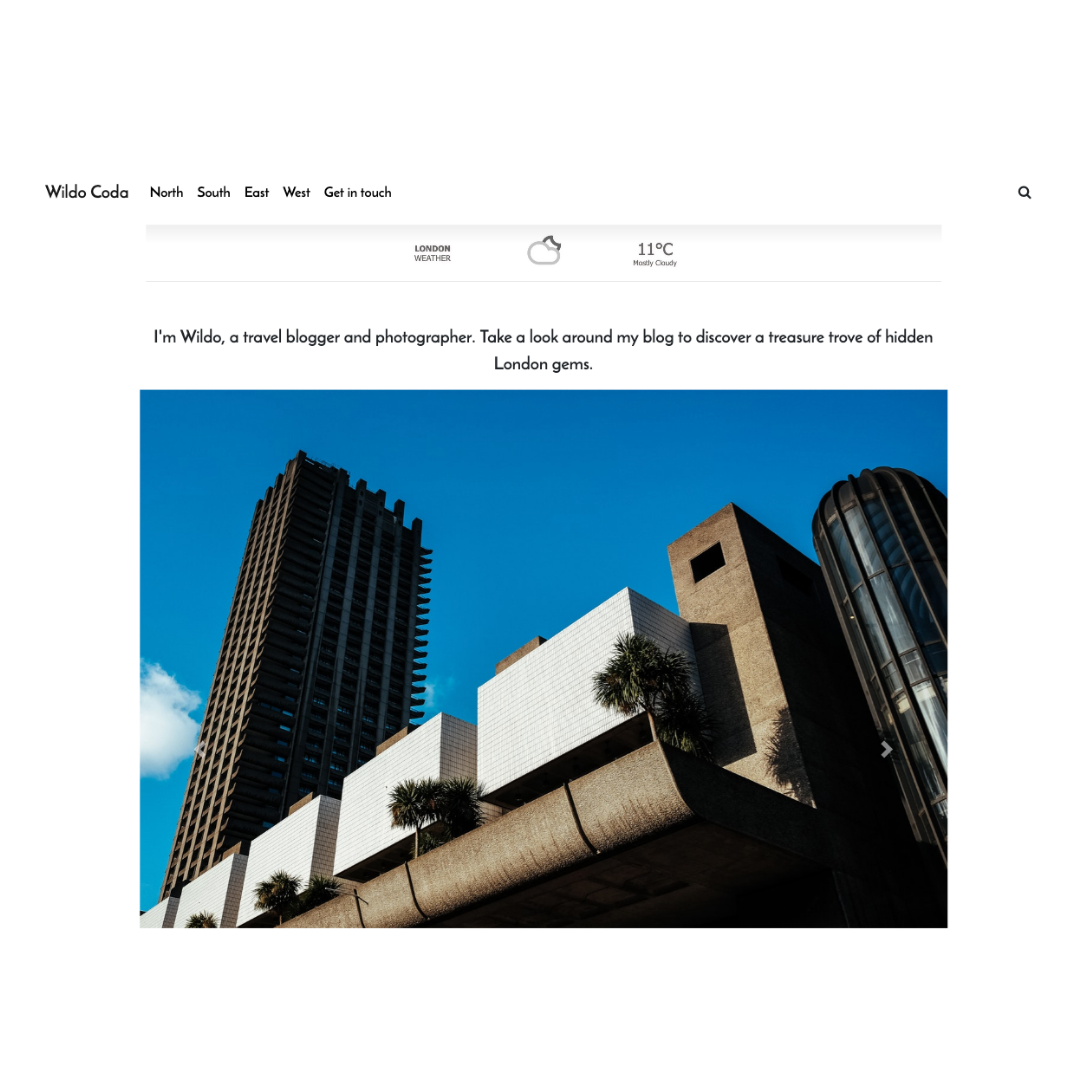 Wildo Coda North South East West Get in touch
LONDON
WEATHER
11°C
Mostly Cloudy
I'm Wildo, a travel blogger and photographer. Take a look around my blog to discover a treasure trove of hidden
London gems.